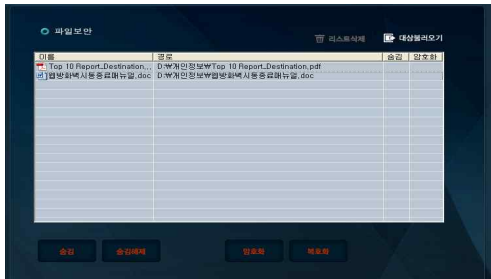 파일보안
리스트삭제 대상불러오기
이름 경로 숨김 암호화
Top 10 Report_Destination,,, D:₩개인정보₩Top 10 Report_Destination,pdf
웹방화벽시동종료매뉴얼,doc D:₩개인정보₩웹방화벽시동종료매뉴얼,doc
숨김 숨김해제 암호화 복호화